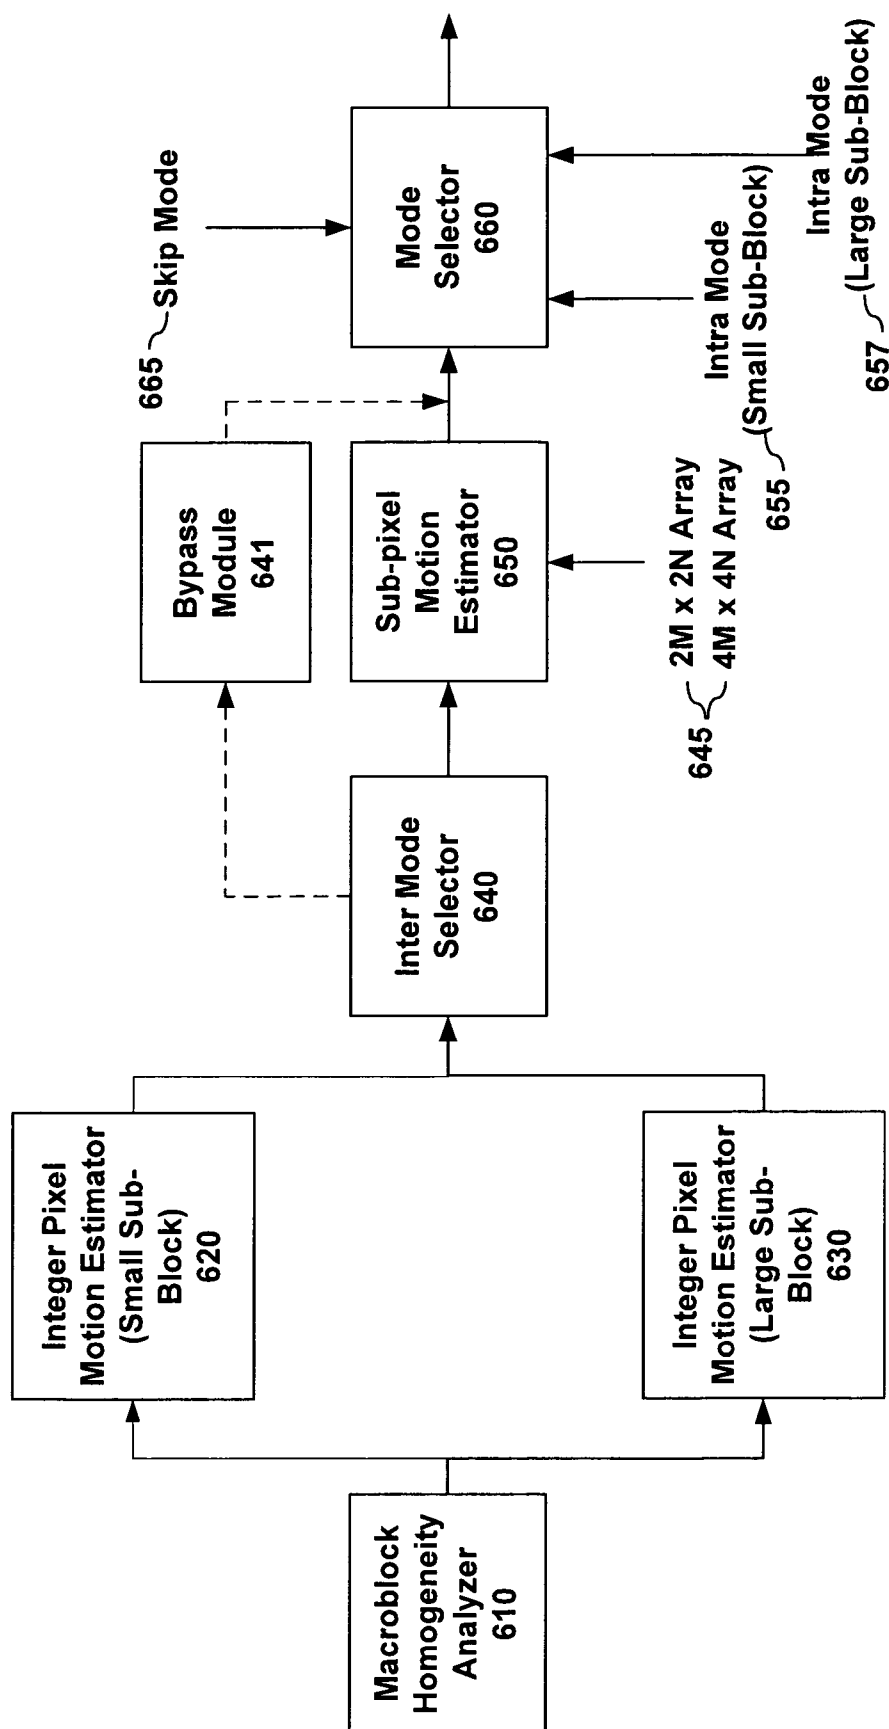 Macroblock
Homogeneity
Analyzer
610
Integer Pixel
Motion Estimator
(Small Sub-
Block)
620
Integer Pixel
Motion Estimator
(Large Sub-
Block)
630
Inter Mode
Selector
640
Bypass
Module
641
Sub-pixel
Motion
Estimator
650
645
2M x 2N Array
4M x 4N Array
665
Skip Mode
Mode
Selector
660
Intra Mode
(Small Sub-Block)
655
Intra Mode
(Large Sub-Block)
657